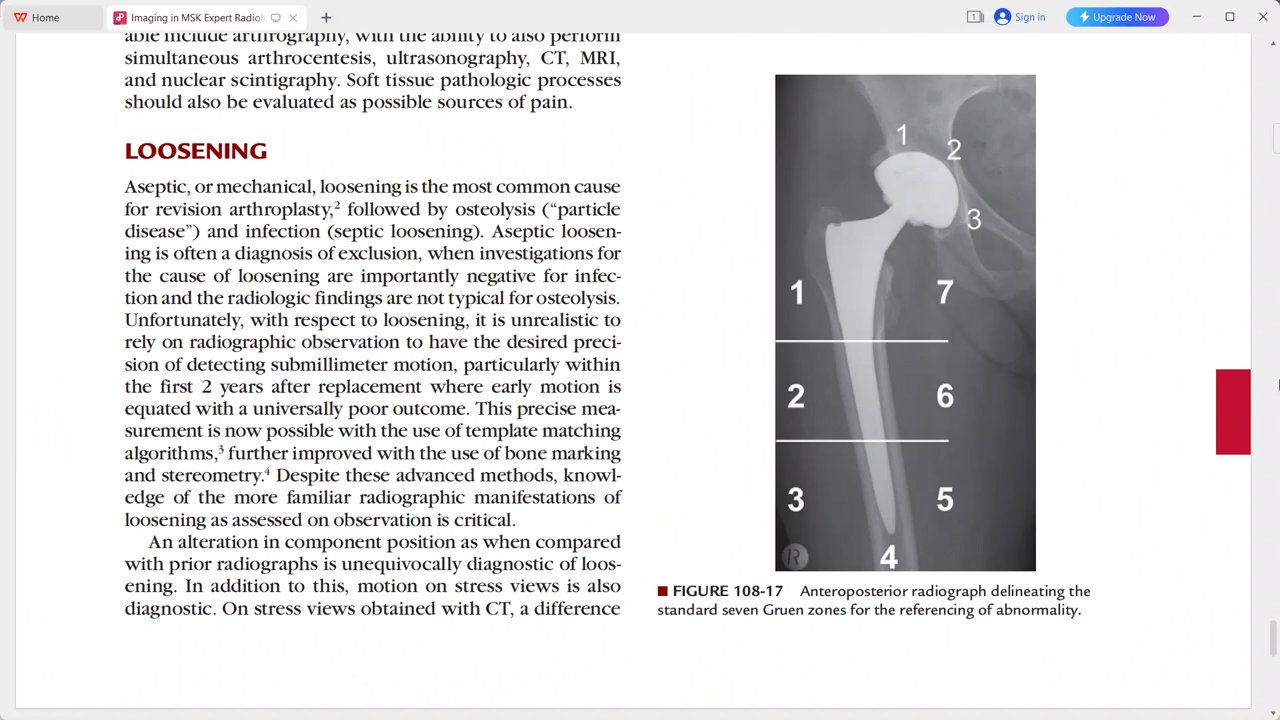 Home
Imaging in MSK Expert Radiol
1
Sign in
Upgrade Now
able include arthrography, with the ability to also perform
simultaneous arthrocentesis, ultrasonography, CT, MRI,
and nuclear scintigraphy. Soft tissue pathologic processes
should also be evaluated as possible sources of pain.
LOOSENING
Aseptic, or mechanical, loosening is the most common cause
for revision arthroplasty,2 followed by osteolysis (“particle
disease”) and infection (septic loosening). Aseptic loosen-
ing is often a diagnosis of exclusion, when investigations for
the cause of loosening are importantly negative for infec-
tion and the radiologic findings are not typical for osteolysis.
Unfortunately, with respect to loosening, it is unrealistic to
rely on radiographic observation to have the desired preci-
sion of detecting submillimeter motion, particularly within
the first 2 years after replacement where early motion is
equated with a universally poor outcome. This precise mea-
surement is now possible with the use of template matching
algorithms,3 further improved with the use of bone marking
and stereometry.4 Despite these advanced methods, knowl-
edge of the more familiar radiographic manifestations of
loosening as assessed on observation is critical.
An alteration in component position as when compared
with prior radiographs is unequivocally diagnostic of loos-
ening. In addition to this, motion on stress views is also
diagnostic. On stress views obtained with CT, a difference
1
2
3
1 7
2 6
3 5
4
R
FIGURE 108-17 Anteroposterior radiograph delineating the
standard seven Gruen zones for the referencing of abnormality.